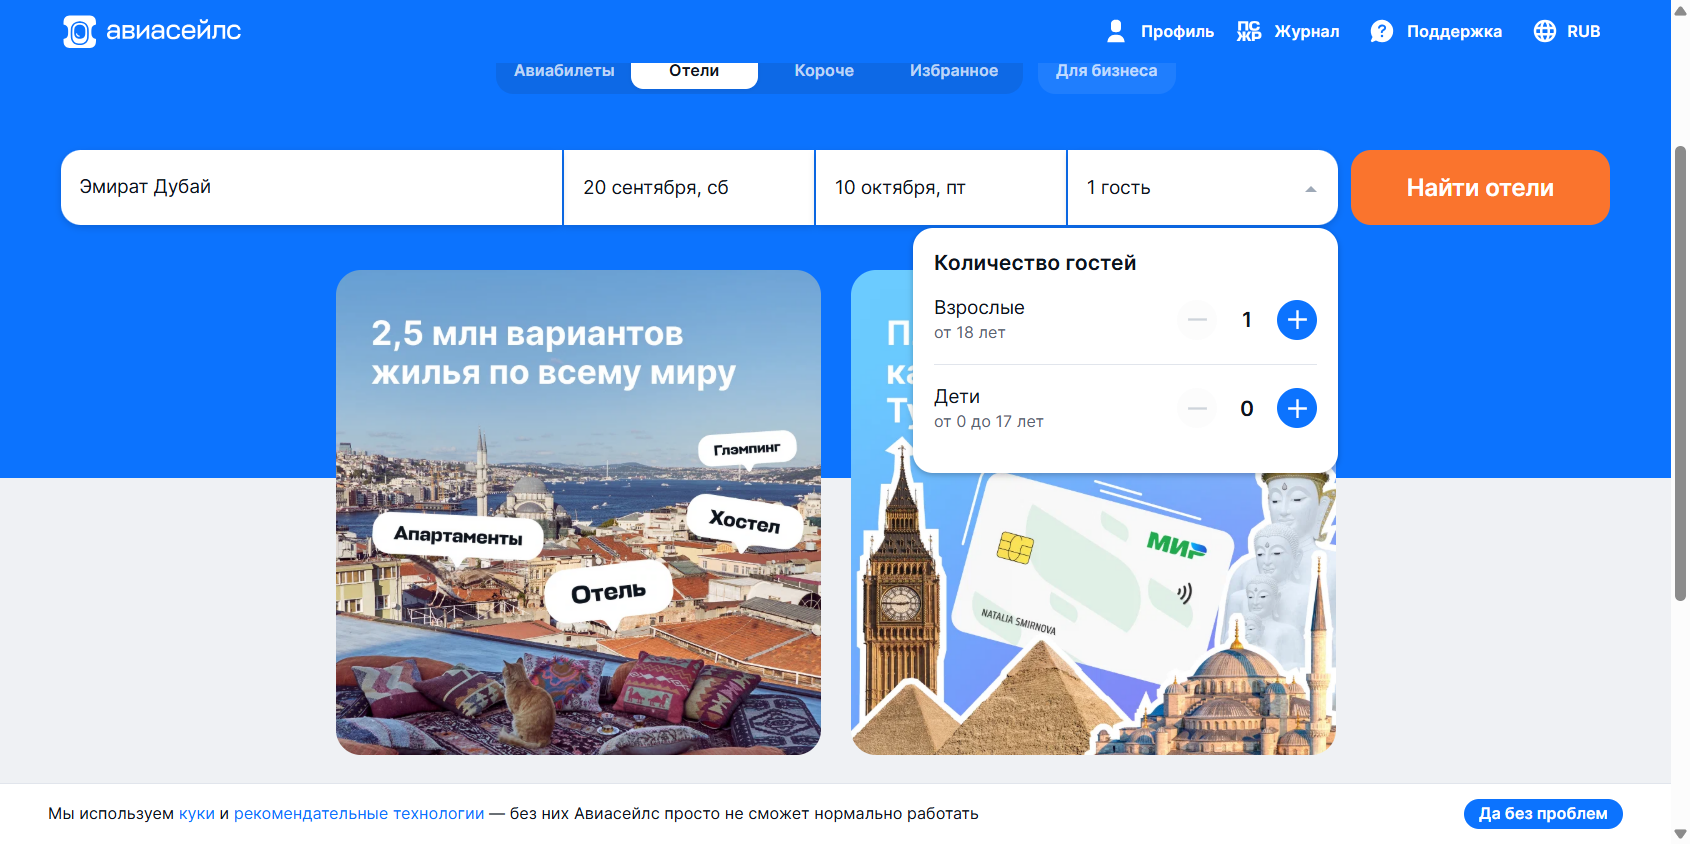 авиасейлс
Профиль
ПС
ЖР
Журнал
Поддержка
RUB
Авиабилеты
Отели
Короче
Избранное
Для бизнеса
Эмират Дубай
20 сентября, сб
10 октября, пт
1 гость
Найти отели
Количество гостей
Взрослые
от 18 лет
1
Дети
от 0 до 17 лет
0
2,5 млн вариантов
жилья по всему миру
Глэмпинг
Хостел
Апартаменты
Отель
МИР
NATALIA SMIRNOVA
Мы используем куки и рекомендательные технологии — без них Авиасейлс просто не сможет нормально работать
Да без проблем